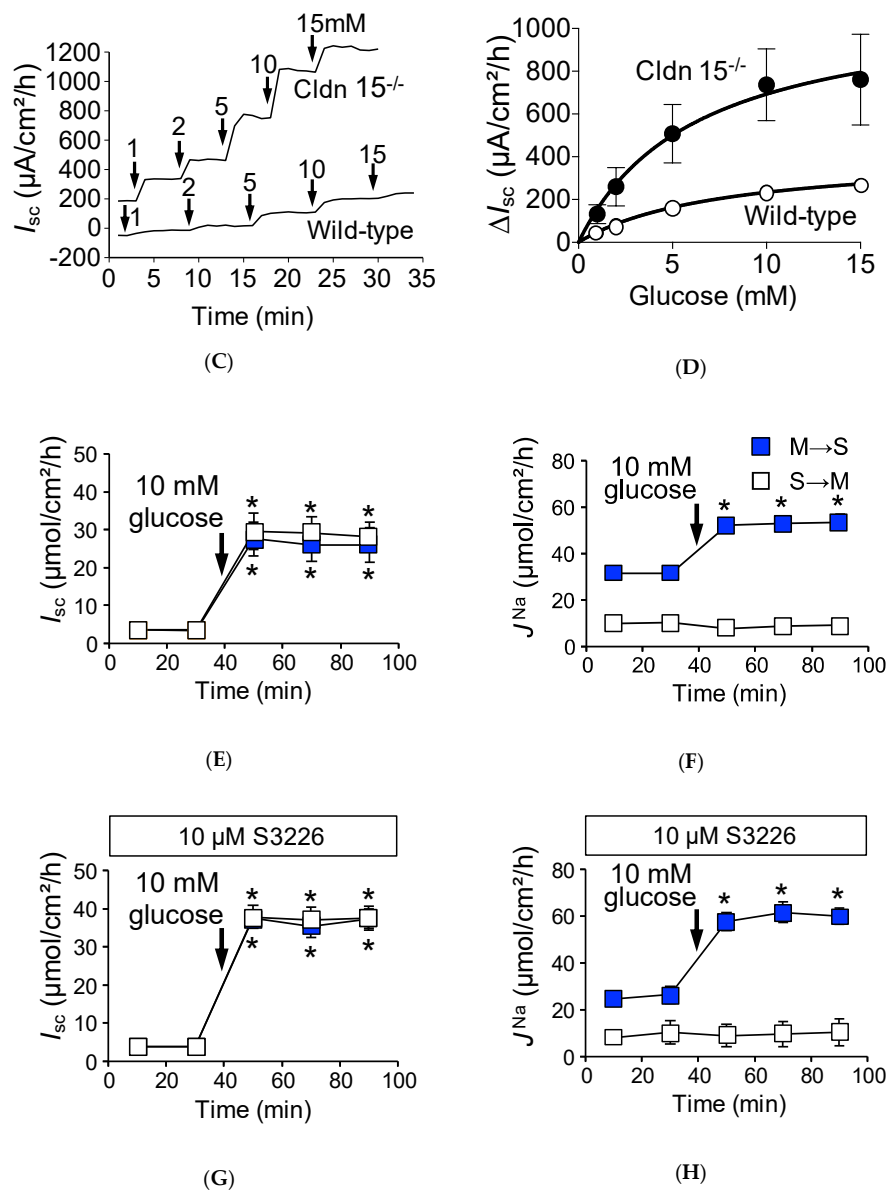 1200
1000
800
600
400
200
0
-200
I_sc (µA/cm²/h)
15mM
10
Cldn 15⁻/⁻
5
2
1
15
10
5
2
1
Wild-type
0 5 10 15 20 25 30 35
Time (min)
(C)
1000
800
600
400
200
0
ΔI_sc (µA/cm²/h)
Cldn 15⁻/⁻
Wild-type
0 5 10 15
Glucose (mM)
(D)
50
40
30
20
10
0
I_sc (µmol/cm²/h)
10 mM
glucose
* * *
* * *
0 20 40 60 80 100
Time (min)
(E)
80
60
40
20
0
J^Na (µmol/cm²/h)
M→S
S→M
10 mM
glucose
* * *
0 20 40 60 80 100
Time (min)
(F)
10 µM S3226
50
40
30
20
10
0
I_sc (µmol/cm²/h)
10 mM
glucose
* * *
* * *
0 20 40 60 80 100
Time (min)
(G)
10 µM S3226
80
60
40
20
0
J^Na (µmol/cm²/h)
10 mM
glucose
* * *
0 20 40 60 80 100
Time (min)
(H)